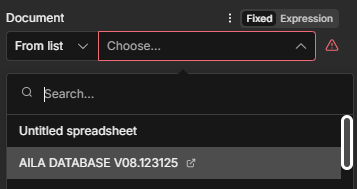 Document
Fixed Expression
From list Choose...
Search...
Untitled spreadsheet
AILA DATABASE V08.123125